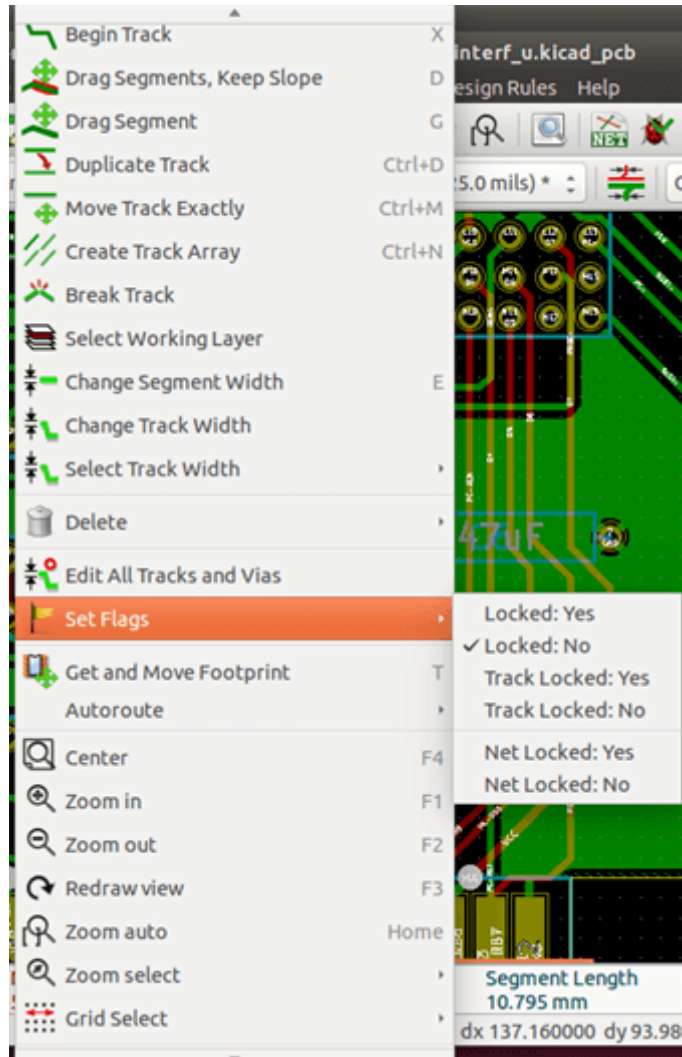 Begin Track X
interf_u.kicad_pcb
Drag Segments, Keep Slope D
esign Rules Help
Drag Segment G
NET
Duplicate Track Ctrl+D
5.0 mils) *
Move Track Exactly Ctrl+M
Create Track Array Ctrl+N
Break Track
Select Working Layer
Change Segment Width E
Change Track Width
Select Track Width
Delete
47uF
Edit All Tracks and Vias
Set Flags
Locked: Yes
Locked: No
Track Locked: Yes
Track Locked: No
Net Locked: Yes
Net Locked: No
Get and Move Footprint T
Autoroute
Center F4
Zoom in F1
Zoom out F2
VCC
Redraw view F3
Zoom auto Home
RB7
Zoom select
Segment Length
10.795 mm
Grid Select
dx 137.160000 dy 93.98